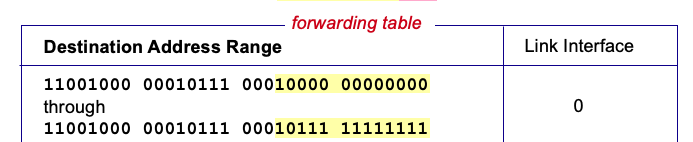 forwarding table
Destination Address Range Link Interface
11001000 00010111 00010000 00000000
through 0
11001000 00010111 00010111 11111111